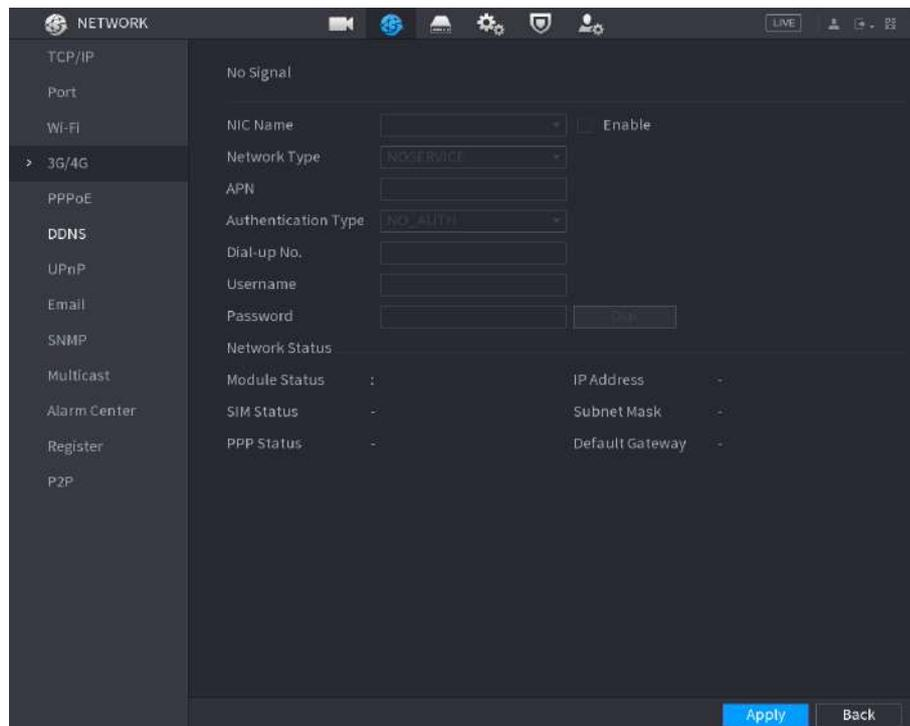 NETWORK
LIVE
TCP/IP
Port
Wi-Fi
3G/4G
PPPoE
DDNS
UPnP
Email
SNMP
Multicast
Alarm Center
Register
P2P
No Signal
NIC Name
Enable
Network Type NOSERVICE
APN
Authentication Type NO_AUTH
Dial-up No.
Username
Password Dial
Network Status
Module Status : IP Address -
SIM Status - Subnet Mask -
PPP Status - Default Gateway -
Apply Back